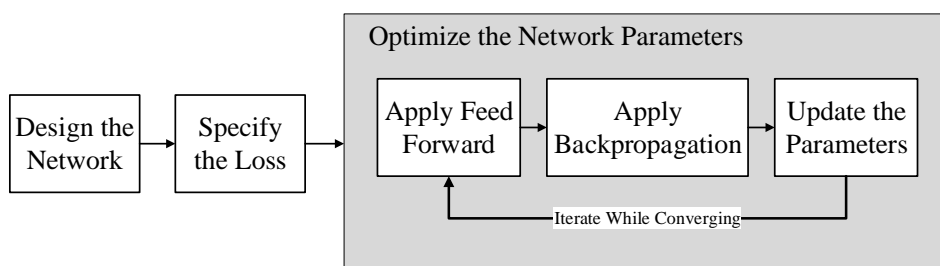 Optimize the Network Parameters
Design the
Network
Specify
the Loss
Apply Feed
Forward
Apply
Backpropagation
Update the
Parameters
Iterate While Converging